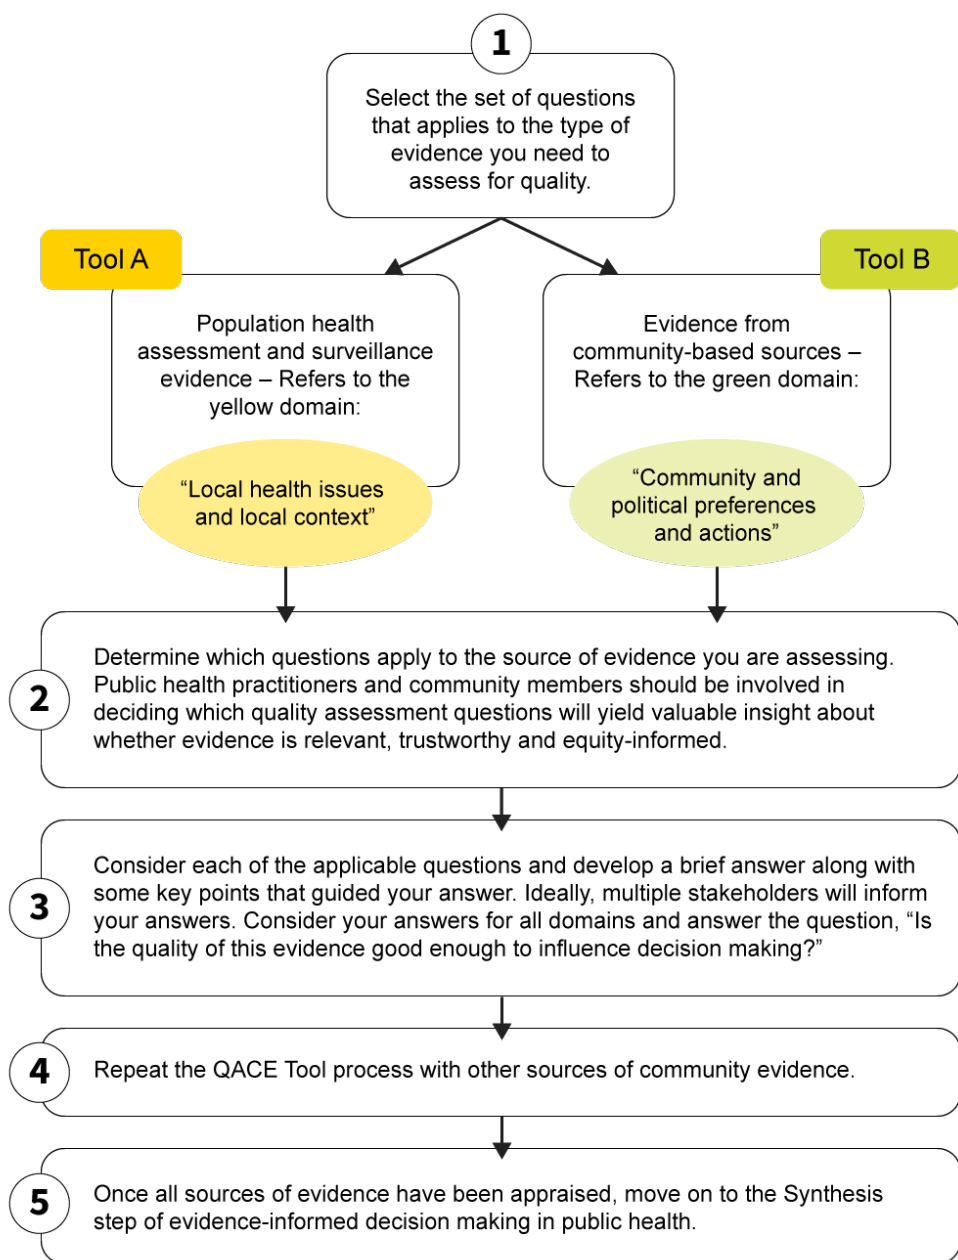 1
Select the set of questions
that applies to the type of
evidence you need to
assess for quality.
Tool A
Population health
assessment and surveillance
evidence – Refers to the
yellow domain:
“Local health issues
and local context”
Tool B
Evidence from
community-based sources –
Refers to the green domain:
“Community and
political preferences
and actions”
2
Determine which questions apply to the source of evidence you are assessing.
Public health practitioners and community members should be involved in
deciding which quality assessment questions will yield valuable insight about
whether evidence is relevant, trustworthy and equity-informed.
3
Consider each of the applicable questions and develop a brief answer along with
some key points that guided your answer. Ideally, multiple stakeholders will inform
your answers. Consider your answers for all domains and answer the question, “Is
the quality of this evidence good enough to influence decision making?”
4
Repeat the QACE Tool process with other sources of community evidence.
5
Once all sources of evidence have been appraised, move on to the Synthesis
step of evidence-informed decision making in public health.